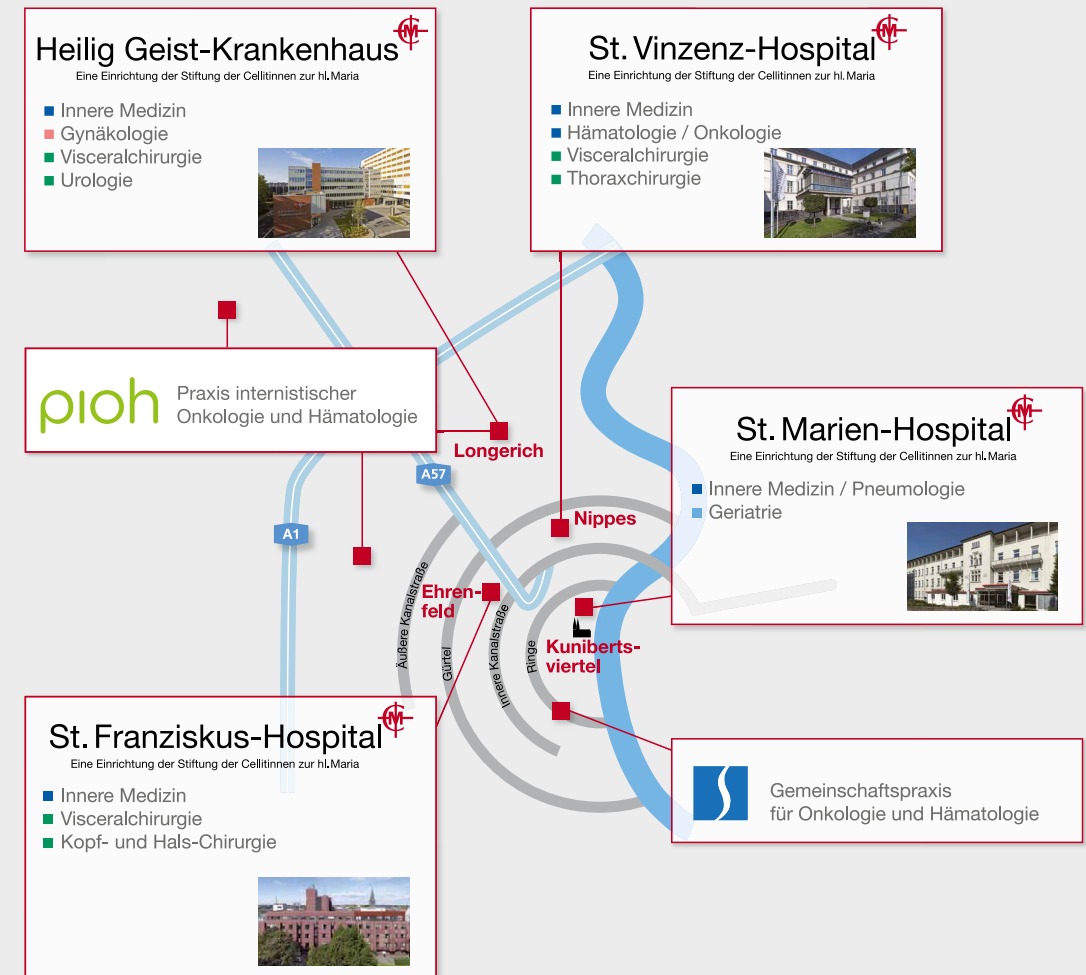 Heilig Geist-Krankenhaus
Eine Einrichtung der Stiftung der Cellitinnen zur hl. Maria
Innere Medizin
Gynäkologie
Visceralchirurgie
Urologie
St. Vinzenz-Hospital
Eine Einrichtung der Stiftung der Cellitinnen zur hl. Maria
Innere Medizin
Hämatologie / Onkologie
Visceralchirurgie
Thoraxchirurgie
pioh
Praxis internistischer
Onkologie und Hämatologie
Longerich
A57
A1
Nippes
Ehren-
feld
Kuniberts-
viertel
Äußere Kanalstraße
Gürtel
Innere Kanalstraße
Ringe
St. Marien-Hospital
Eine Einrichtung der Stiftung der Cellitinnen zur hl. Maria
Innere Medizin / Pneumologie
Geriatrie
St. Franziskus-Hospital
Eine Einrichtung der Stiftung der Cellitinnen zur hl. Maria
Innere Medizin
Visceralchirurgie
Kopf- und Hals-Chirurgie
Gemeinschaftspraxis
für Onkologie und Hämatologie